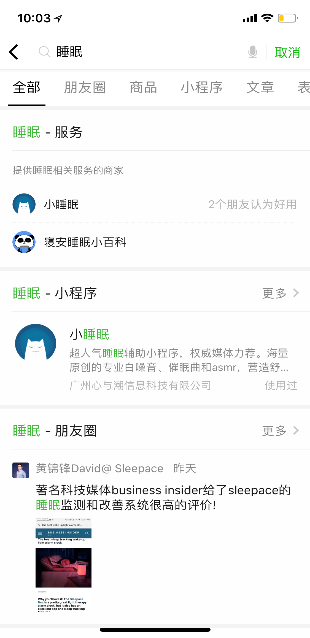 10:03
睡眠
取消
全部 朋友圈 商品 小程序 文章 表
睡眠 - 服务
提供睡眠相关服务的商家
小睡眠 2个朋友认为好用
寝安睡眠小百科
睡眠 - 小程序 更多
小睡眠
超人气睡眠辅助小程序，权威媒体力荐。海量
原创的专业白噪音、催眠曲和asmr，营造舒...
广州心与潮信息科技有限公司 使用过
睡眠 - 朋友圈 更多
黄锦锋David@ Sleepace 昨天
著名科技媒体business insider给了sleepace的
睡眠监测和改善系统很高的评价!